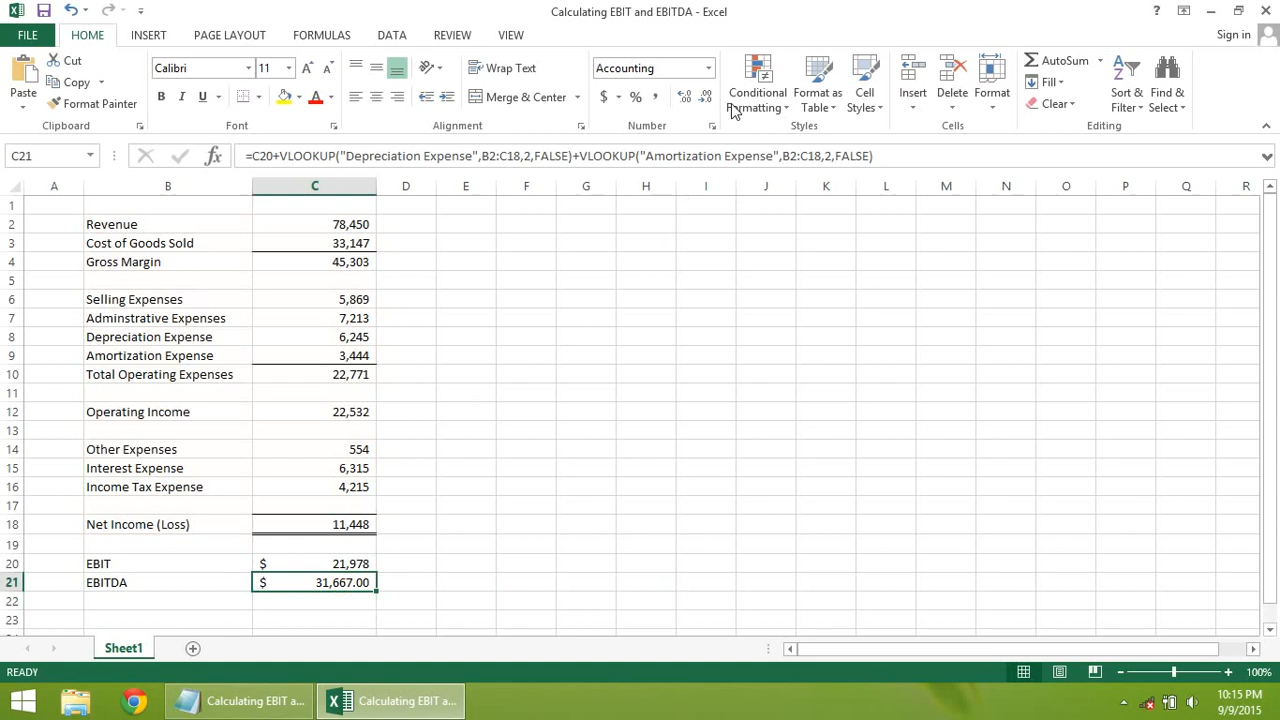 Calculating EBIT and EBITDA - Excel
FILE HOME INSERT PAGE LAYOUT FORMULAS DATA REVIEW VIEW Sign in
Paste Cut Copy Format Painter Clipboard
Calibri 11 B I U A Font
Wrap Text Merge & Center Alignment
Accounting $ % , Number
Conditional Formatting Format as Table Cell Styles Styles
Insert Delete Format Cells
AutoSum Fill Clear Sort & Filter Find & Select Editing
C21 fx =C20+VLOOKUP("Depreciation Expense",B2:C18,2,FALSE)+VLOOKUP("Amortization Expense",B2:C18,2,FALSE)
A B C D E F G H I J K L M N O P Q R
1
2 Revenue 78,450
3 Cost of Goods Sold 33,147
4 Gross Margin 45,303
5
6 Selling Expenses 5,869
7 Adminstrative Expenses 7,213
8 Depreciation Expense 6,245
9 Amortization Expense 3,444
10 Total Operating Expenses 22,771
11
12 Operating Income 22,532
13
14 Other Expenses 554
15 Interest Expense 6,315
16 Income Tax Expense 4,215
17
18 Net Income (Loss) 11,448
19
20 EBIT $ 21,978
21 EBITDA $ 31,667.00
22
23
Sheet1
READY 100%
Calculating EBIT a... Calculating EBIT a... 10:15 PM
9/9/2015